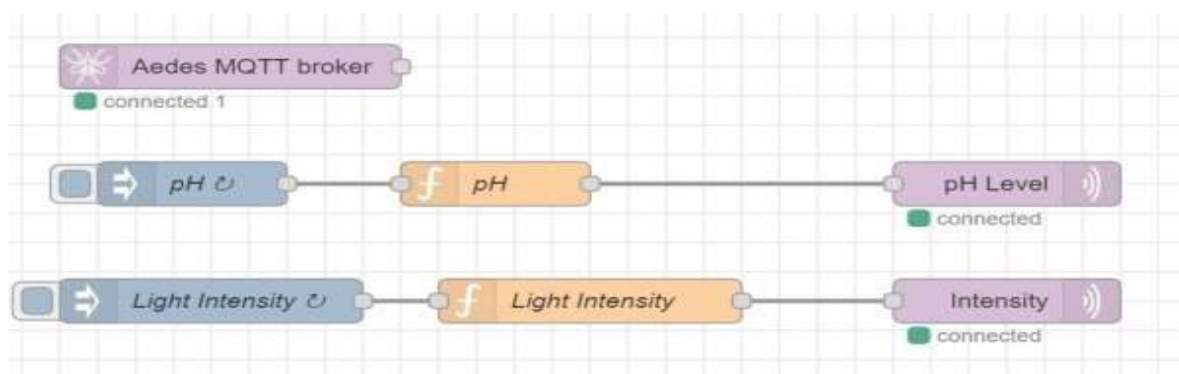 Aedes MQTT broker
connected 1
pH ↻
pH
pH Level
connected
Light Intensity ↻
Light Intensity
Intensity
connected